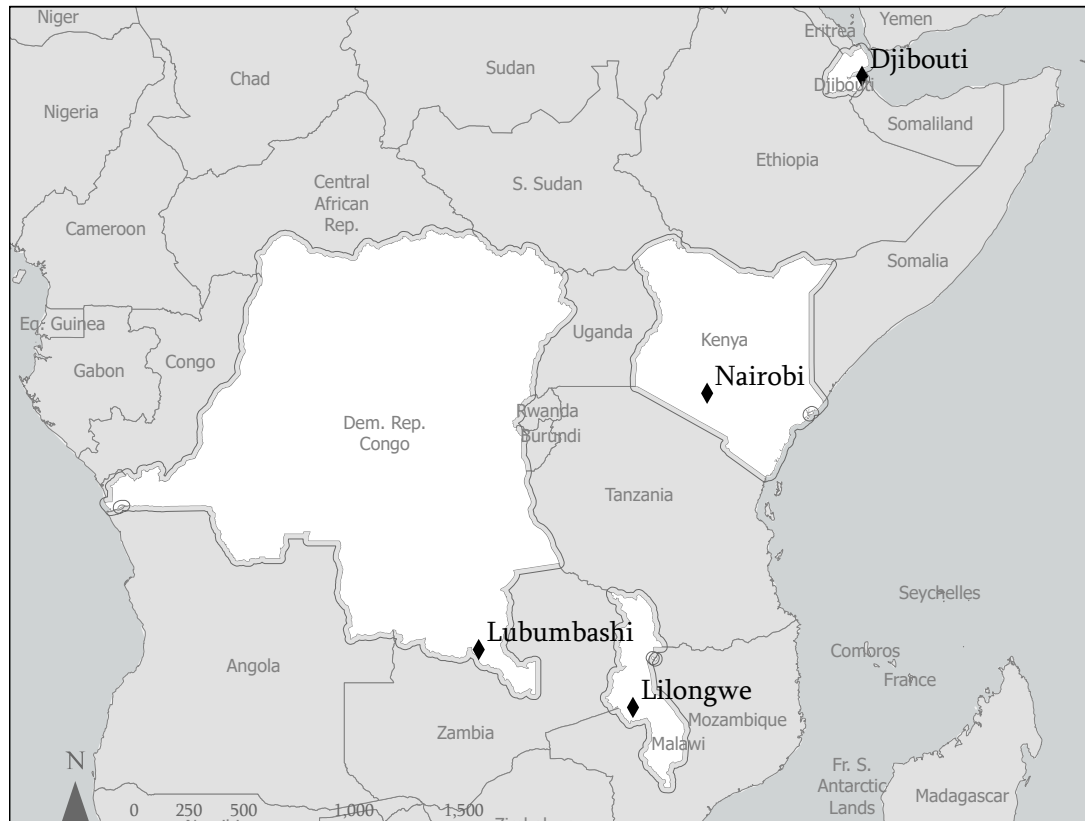 Niger
Yemen
Eritrea
Djibouti
Chad
Sudan
Djibouti
Nigeria
Somaliland
Ethiopia
Central
African
Rep.
S. Sudan
Cameroon
Somalia
Eq. Guinea
Uganda
Kenya
Congo
Gabon
Nairobi
Rwanda
Dem. Rep.
Congo
Burundi
Tanzania
Seychelles
Lubumbashi
Comoros
Angola
France
Lilongwe
Mozambique
Zambia
Malawi
N
Fr. S.
Antarctic
Lands
Madagascar
0 250 500 1,000 1,500